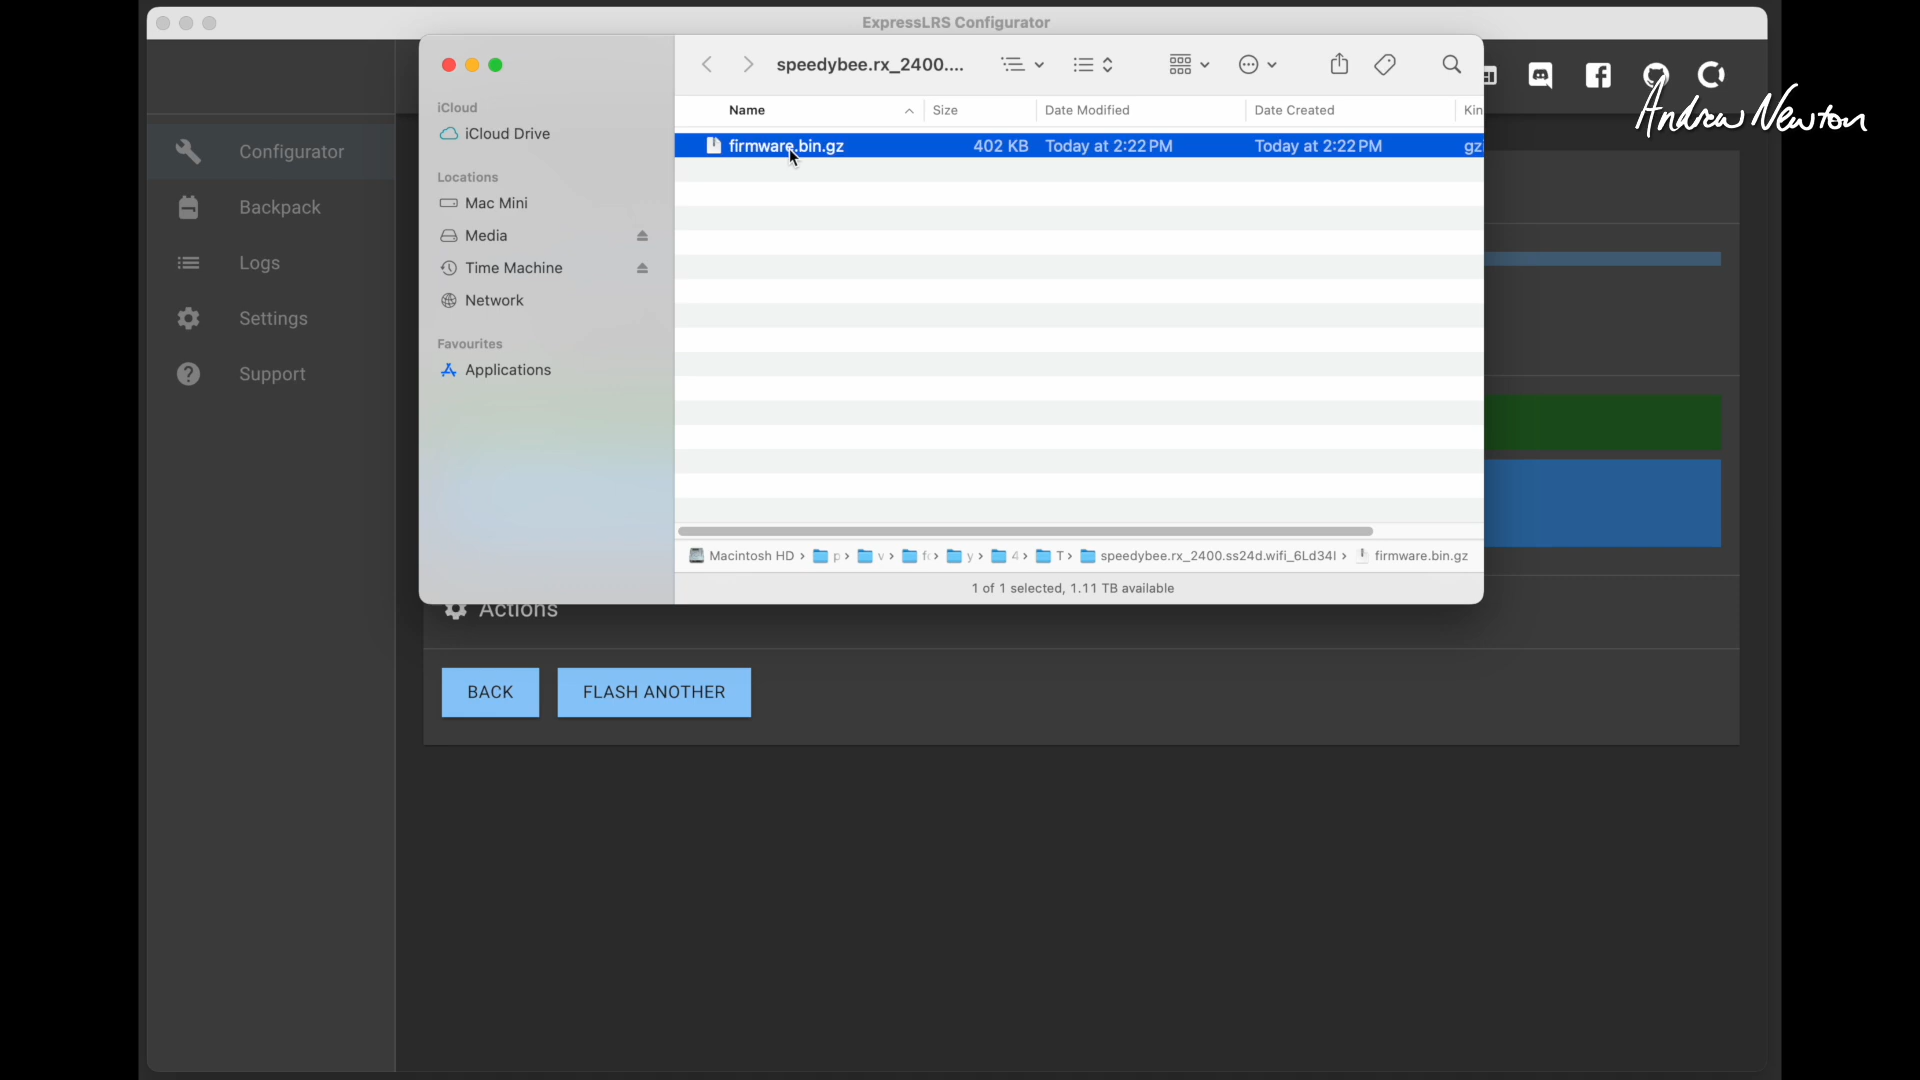 ExpressLRS Configurator
speedybee.rx_2400....
Andrew Newton
iCloud
iCloud Drive
Locations
Mac Mini
Media
Time Machine
Network
Favourites
Applications
Name
Size
Date Modified
Date Created
Kin
firmware.bin.gz
402 KB
Today at 2:22 PM
Today at 2:22 PM
gz
Macintosh HD › p › v › f › y › 4 › T › speedybee.rx_2400.ss24d.wifi_6Ld34l › firmware.bin.gz
1 of 1 selected, 1.11 TB available
Configurator
Backpack
Logs
Settings
Support
Actions
BACK
FLASH ANOTHER